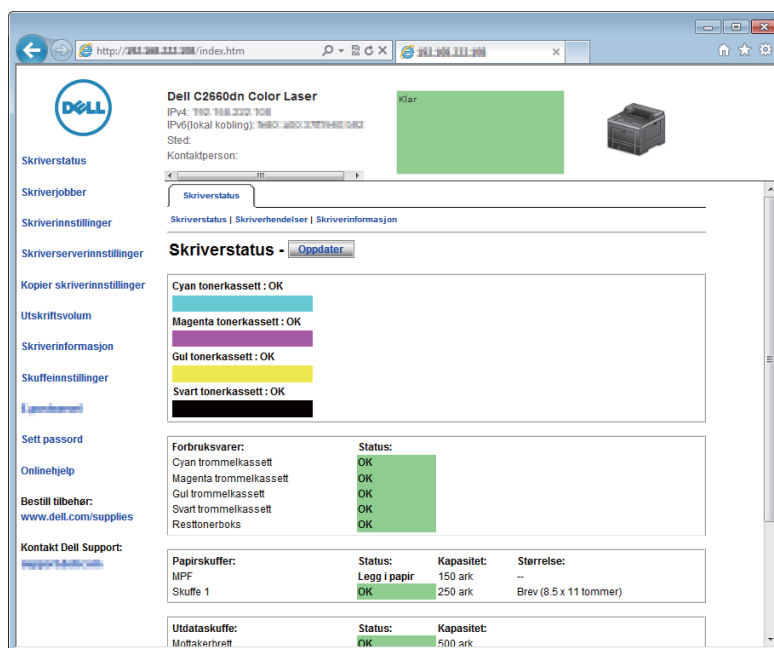 http:// /index.htm
DELL
Dell C2660dn Color Laser
IPv4:
IPv6(lokal kobling):
Sted:
Kontaktperson:
Klar
Skriverstatus
Skriverjobber
Skriverinnstillinger
Skriverserverinnstillinger
Kopier skriverinnstillinger
Utskriftsvolum
Skriverinformasjon
Skuffeinnstillinger
Sett passord
Onlinehjelp
Bestill tilbehør:
www.dell.com/supplies
Kontakt Dell Support:
Skriverstatus
Skriverstatus | Skriverhendelser | Skriverinformasjon
Skriverstatus - Oppdater
Cyan tonerkassett : OK
Magenta tonerkassett : OK
Gul tonerkassett : OK
Svart tonerkassett : OK
Forbruksvarer: Status:
Cyan trommelkassett OK
Magenta trommelkassett OK
Gul trommelkassett OK
Svart trommelkassett OK
Resttonerboks OK
Papirskuffer: Status: Kapasitet: Størrelse:
MPF Legg i papir 150 ark --
Skuffe 1 OK 250 ark Brev (8.5 x 11 tommer)
Utdataskuffe: Status: Kapasitet:
Mottakerbrett OK 500 ark